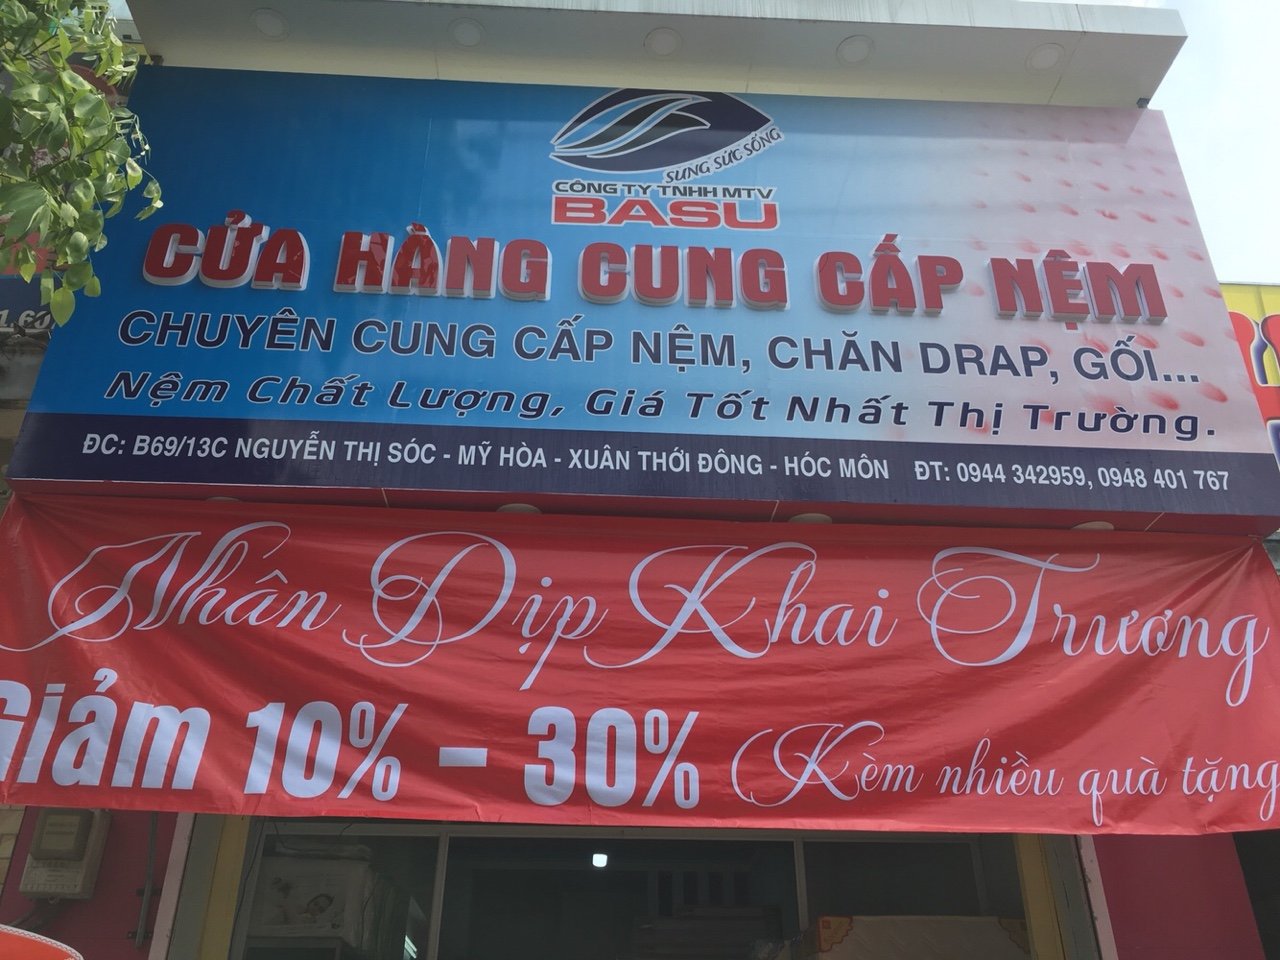 SUNG SỨC SỐNG
CÔNG TY TNHH MTV
BASU
CỬA HÀNG CUNG CẤP NỆM
CHUYÊN CUNG CẤP NỆM, CHĂN DRAP, GỐI...
Nệm Chất Lượng, Giá Tốt Nhất Thị Trường.
ĐC: B69/13C NGUYỄN THỊ SÓC - MỸ HÒA - XUÂN THỚI ĐÔNG - HÓC MÔN ĐT: 0944 342959, 0948 401 767
Nhân Dịp Khai Trương
Giảm 10% - 30% (Kèm nhiều quà tặng